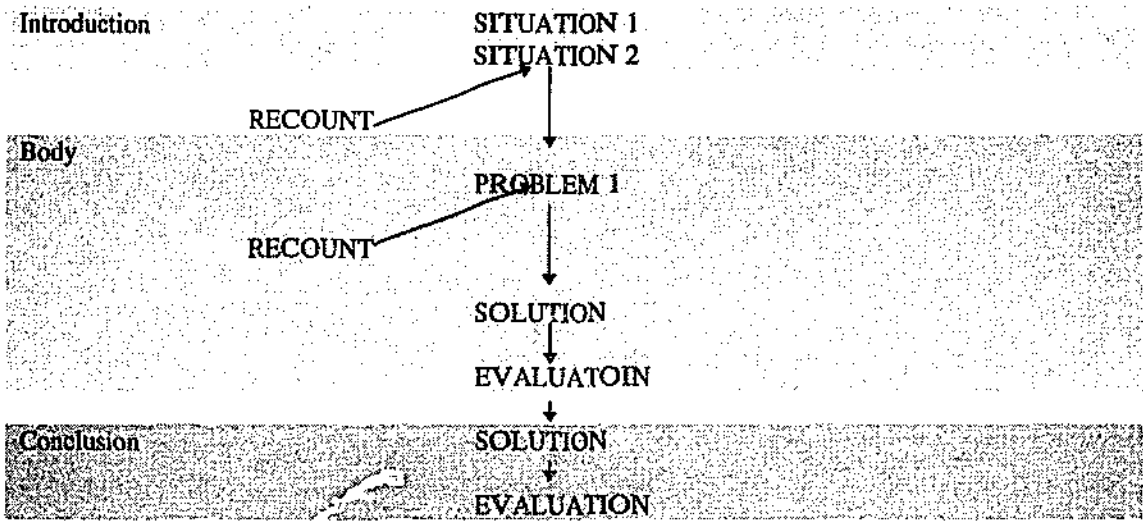 Introduction SITUATION 1
SITUATION 2
RECOUNT
Body
PROBLEM 1
RECOUNT
SOLUTION
EVALUATOIN
Conclusion SOLUTION
EVALUATION